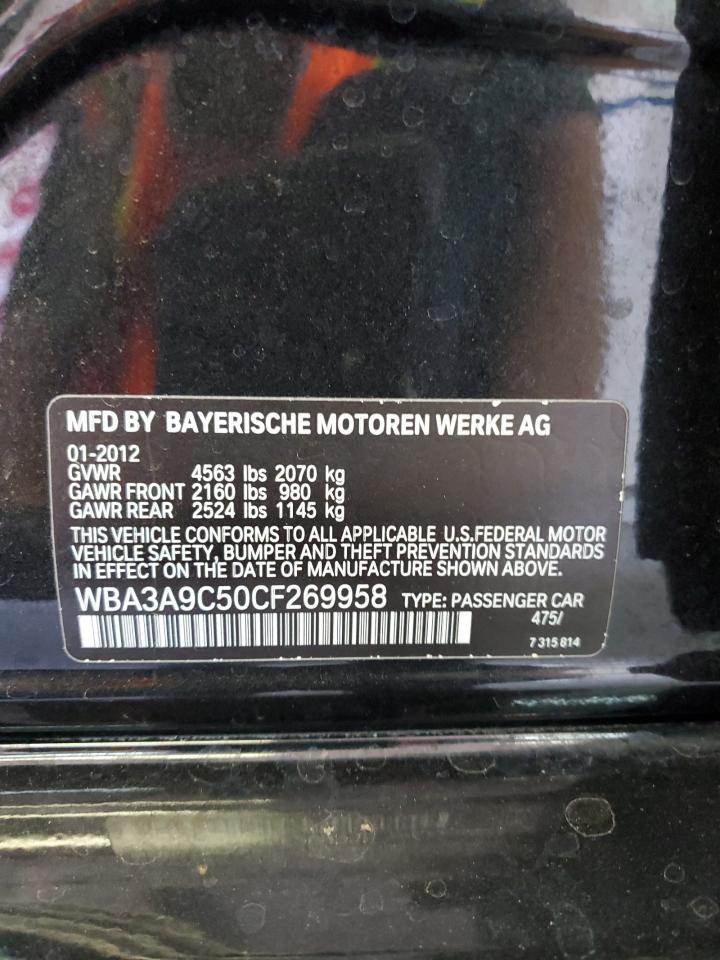 MFD BY BAYERISCHE MOTOREN WERKE AG
01-2012
GVWR 4563 lbs 2070 kg
GAWR FRONT 2160 lbs 980 kg
GAWR REAR 2524 lbs 1145 kg
THIS VEHICLE CONFORMS TO ALL APPLICABLE U.S.FEDERAL MOTOR
VEHICLE SAFETY, BUMPER AND THEFT PREVENTION STANDARDS
IN EFFECT ON THE DATE OF MANUFACTURE SHOWN ABOVE.
WBA3A9C50CF269958 TYPE: PASSENGER CAR
475/
7 315 814